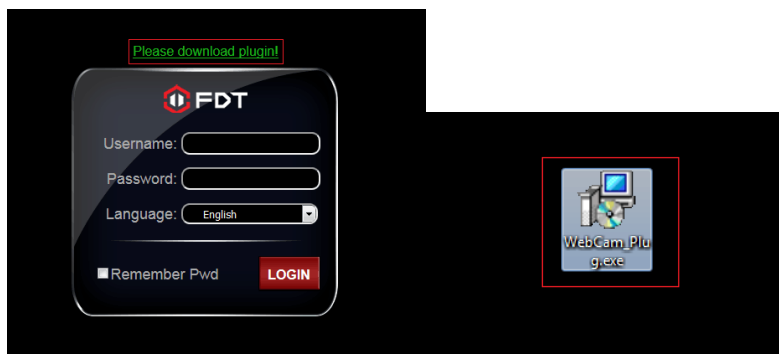 Please download plugin!
FDT
Username:
Password:
Language: English
Remember Pwd LOGIN
WebCam_Plu
g.exe